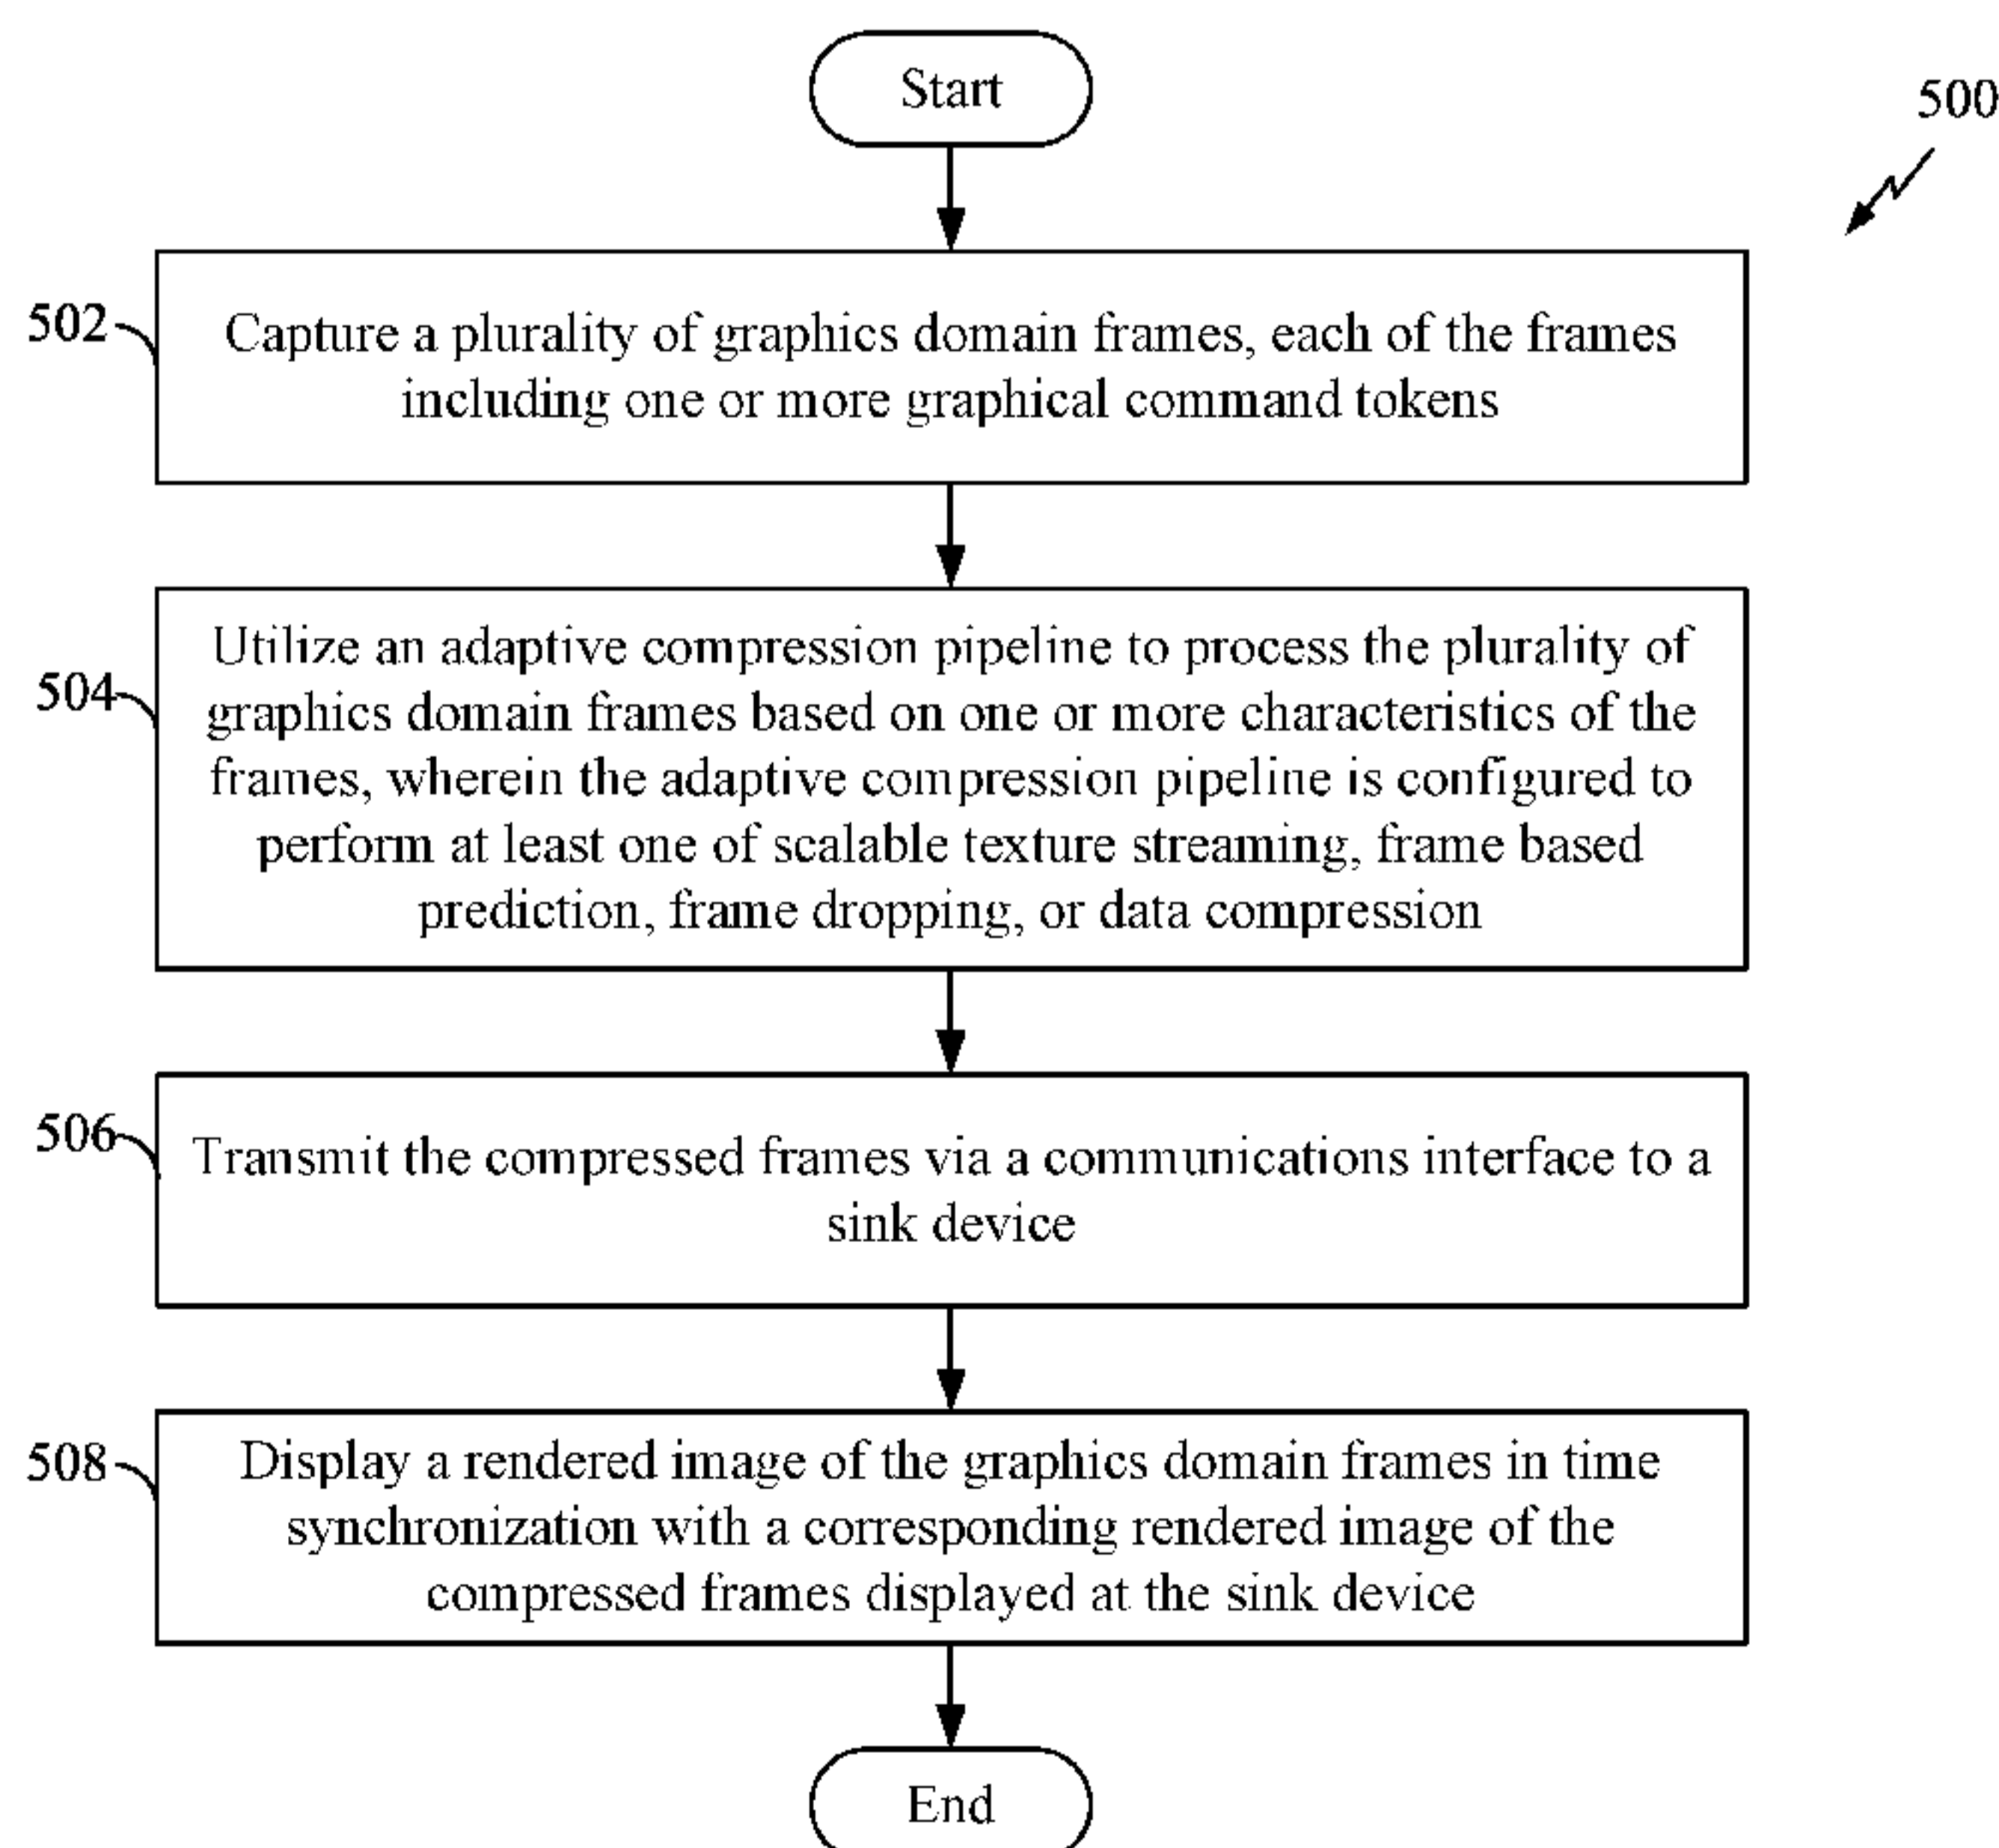 Start
500
502
Capture a plurality of graphics domain frames, each of the frames
including one or more graphical command tokens
504
Utilize an adaptive compression pipeline to process the plurality of
graphics domain frames based on one or more characteristics of the
frames, wherein the adaptive compression pipeline is configured to
perform at least one of scalable texture streaming, frame based
prediction, frame dropping, or data compression
506
Transmit the compressed frames via a communications interface to a
sink device
508
Display a rendered image of the graphics domain frames in time
synchronization with a corresponding rendered image of the
compressed frames displayed at the sink device
End